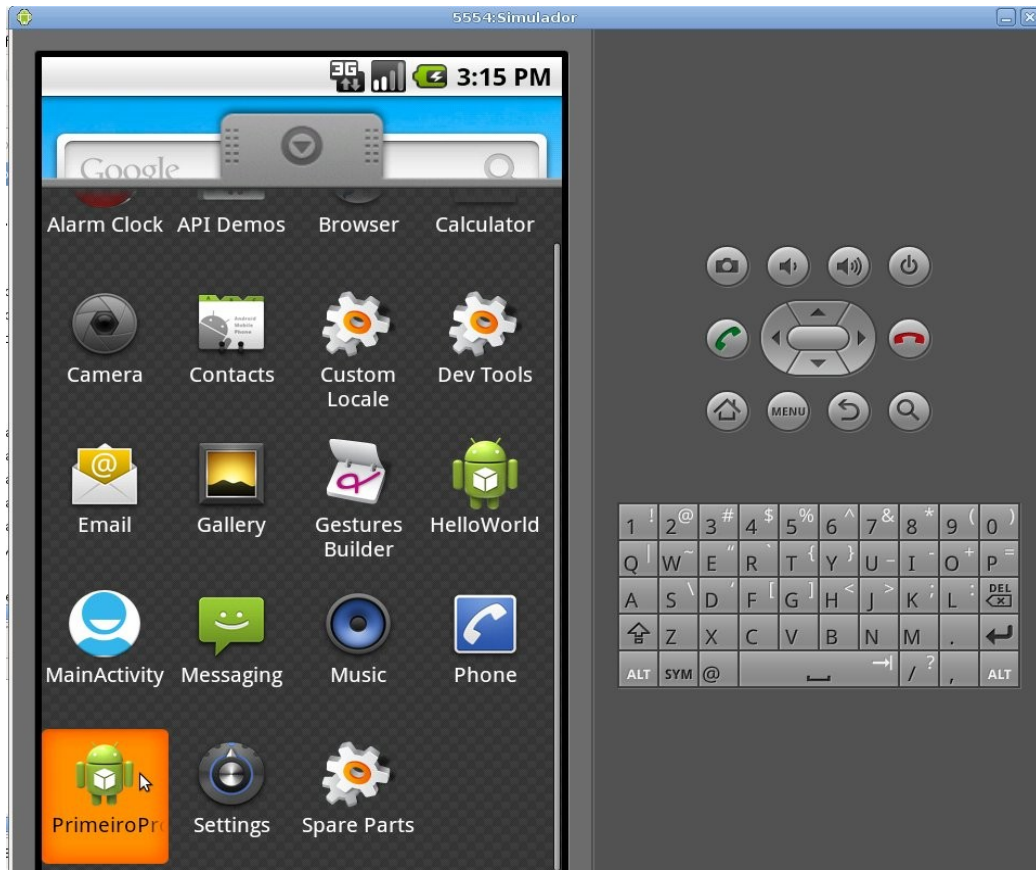 5554:Simulador
3G 3:15 PM
Google
Alarm Clock API Demos Browser Calculator
Camera Contacts Custom Locale Dev Tools
Email Gallery Gestures Builder HelloWorld
MainActivity Messaging Music Phone
PrimeiroPro Settings Spare Parts
MENU
1 ! 2 @ 3 # 4 $ 5 % 6 ^ 7 & 8 * 9 ( 0 )
Q | W ~ E " R ` T { Y } U _ I - O + P =
A S \ D ' F [ G ] H < J > K ; L : DEL
Z X C V B N M .
ALT SYM @ / ? , ALT